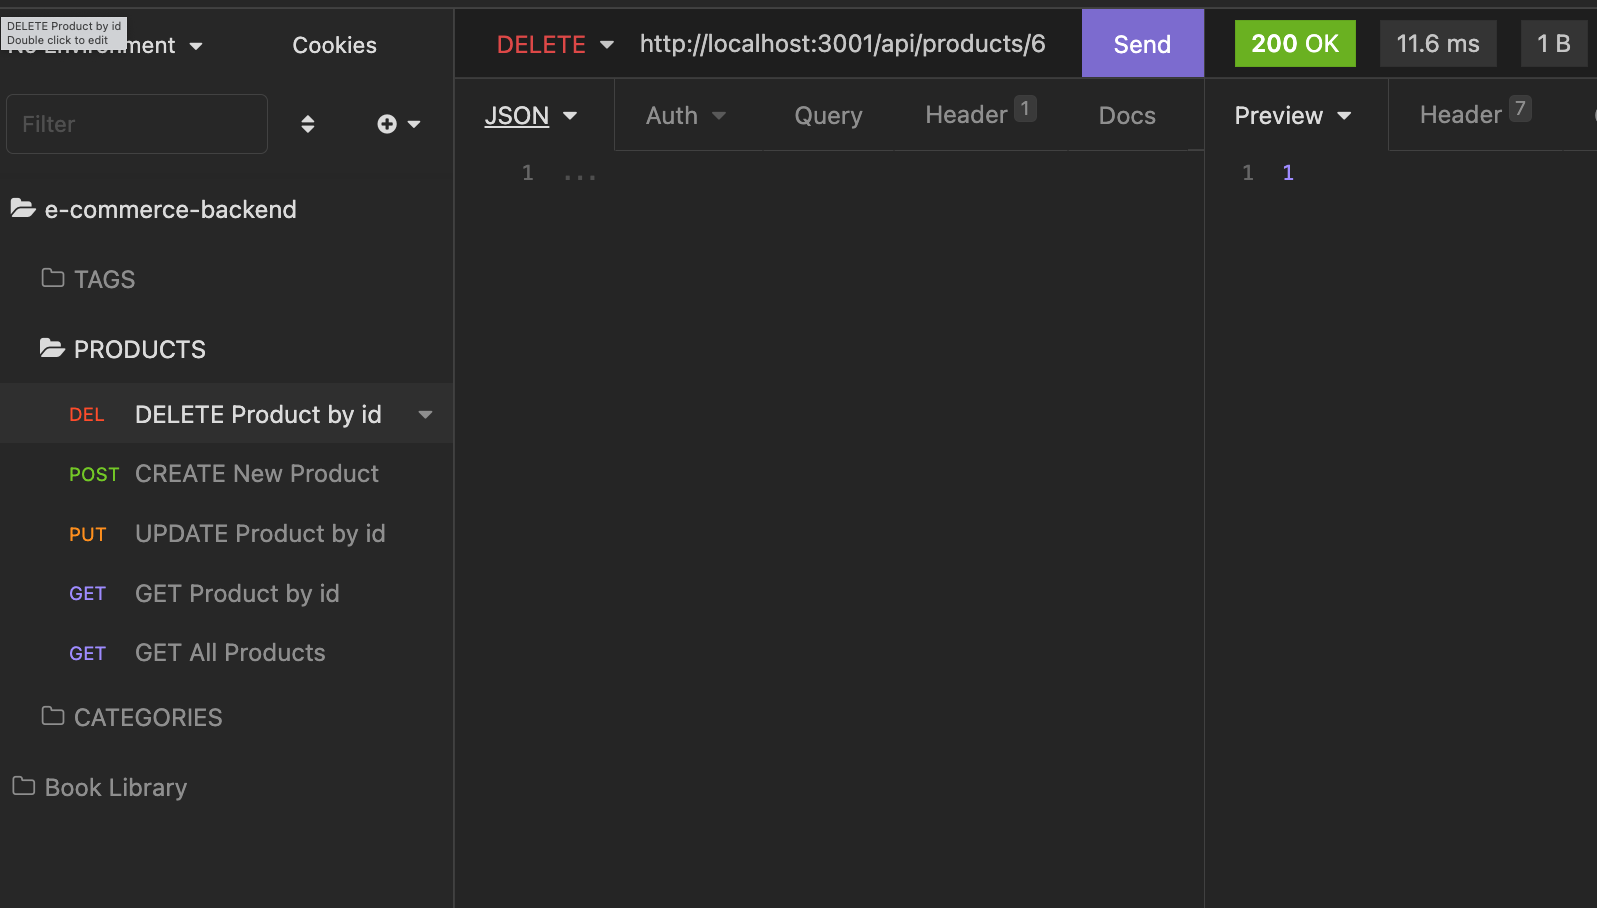 DELETE Product by id
Double click to edit
Cookies
Filter
e-commerce-backend
TAGS
PRODUCTS
DEL DELETE Product by id
POST CREATE New Product
PUT UPDATE Product by id
GET GET Product by id
GET GET All Products
CATEGORIES
Book Library
DELETE http://localhost:3001/api/products/6 Send
JSON Auth Query Header 1 Docs
1 ...
200 OK 11.6 ms 1 B
Preview Header 7
1 1